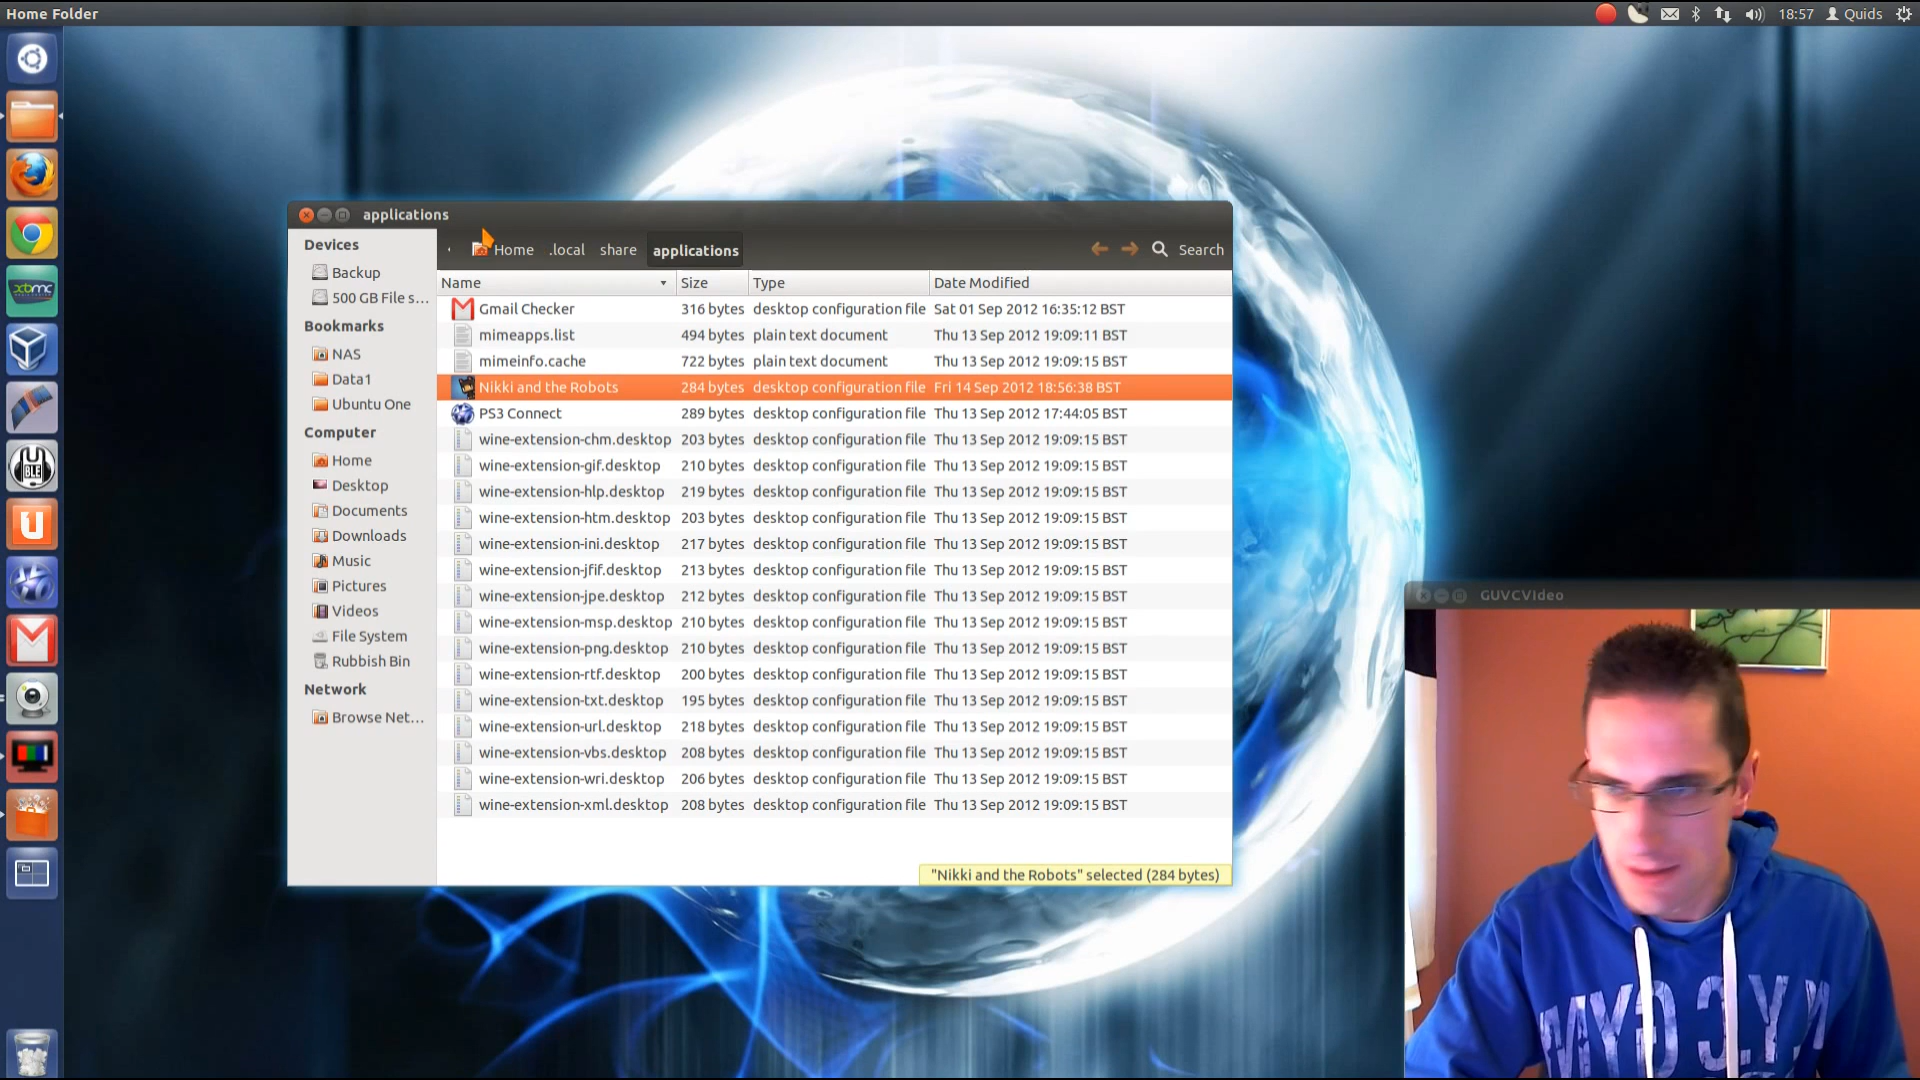 Home Folder
18:57 Quids
applications
Devices
Backup
500 GB File s...
Bookmarks
NAS
Data1
Ubuntu One
Computer
Home
Desktop
Documents
Downloads
Music
Pictures
Videos
File System
Rubbish Bin
Network
Browse Net...
Home .local share applications Search
Name Size Type Date Modified
Gmail Checker 316 bytes desktop configuration file Sat 01 Sep 2012 16:35:12 BST
mimeapps.list 494 bytes plain text document Thu 13 Sep 2012 19:09:11 BST
mimeinfo.cache 722 bytes plain text document Thu 13 Sep 2012 19:09:15 BST
Nikki and the Robots 284 bytes desktop configuration file Fri 14 Sep 2012 18:56:38 BST
PS3 Connect 289 bytes desktop configuration file Thu 13 Sep 2012 17:44:05 BST
wine-extension-chm.desktop 203 bytes desktop configuration file Thu 13 Sep 2012 19:09:15 BST
wine-extension-gif.desktop 210 bytes desktop configuration file Thu 13 Sep 2012 19:09:15 BST
wine-extension-hlp.desktop 219 bytes desktop configuration file Thu 13 Sep 2012 19:09:15 BST
wine-extension-htm.desktop 203 bytes desktop configuration file Thu 13 Sep 2012 19:09:15 BST
wine-extension-ini.desktop 217 bytes desktop configuration file Thu 13 Sep 2012 19:09:15 BST
wine-extension-jfif.desktop 213 bytes desktop configuration file Thu 13 Sep 2012 19:09:15 BST
wine-extension-jpe.desktop 212 bytes desktop configuration file Thu 13 Sep 2012 19:09:15 BST
wine-extension-msp.desktop 210 bytes desktop configuration file Thu 13 Sep 2012 19:09:15 BST
wine-extension-png.desktop 210 bytes desktop configuration file Thu 13 Sep 2012 19:09:15 BST
wine-extension-rtf.desktop 200 bytes desktop configuration file Thu 13 Sep 2012 19:09:15 BST
wine-extension-txt.desktop 195 bytes desktop configuration file Thu 13 Sep 2012 19:09:15 BST
wine-extension-url.desktop 218 bytes desktop configuration file Thu 13 Sep 2012 19:09:15 BST
wine-extension-vbs.desktop 208 bytes desktop configuration file Thu 13 Sep 2012 19:09:15 BST
wine-extension-wri.desktop 206 bytes desktop configuration file Thu 13 Sep 2012 19:09:15 BST
wine-extension-xml.desktop 208 bytes desktop configuration file Thu 13 Sep 2012 19:09:15 BST
"Nikki and the Robots" selected (284 bytes)
GUVCVIdeo
xbmc
BLE